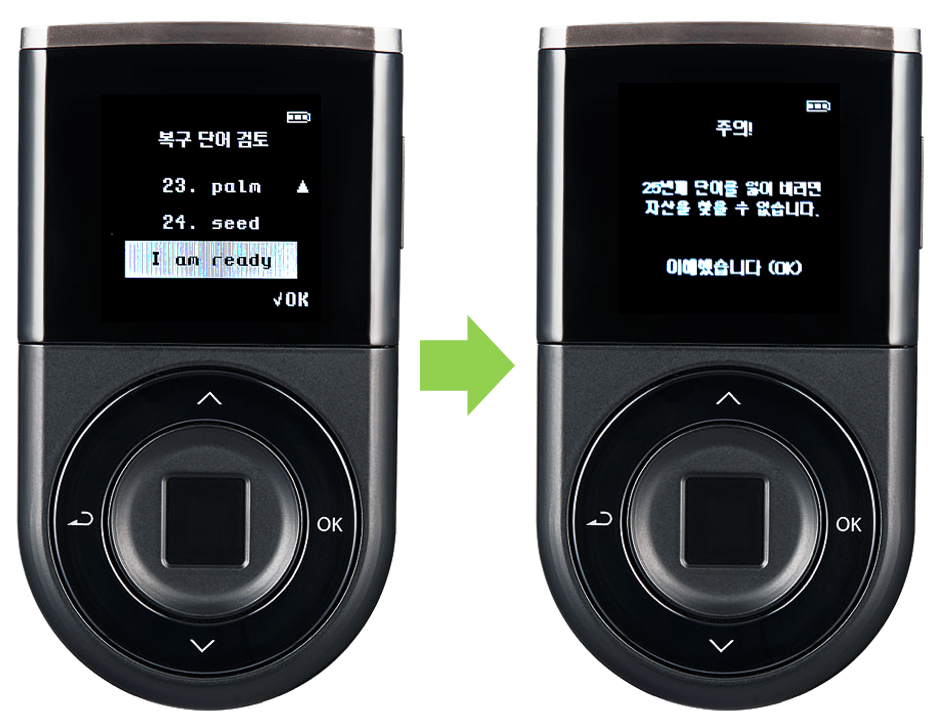 복구 단어 검토
23. palm ▲
24. seed
I am ready
√OK
OK
주의!
25번째 단어를 잃어 버리면
자산을 찾을 수 없습니다.
이해했습니다 (OK)
OK